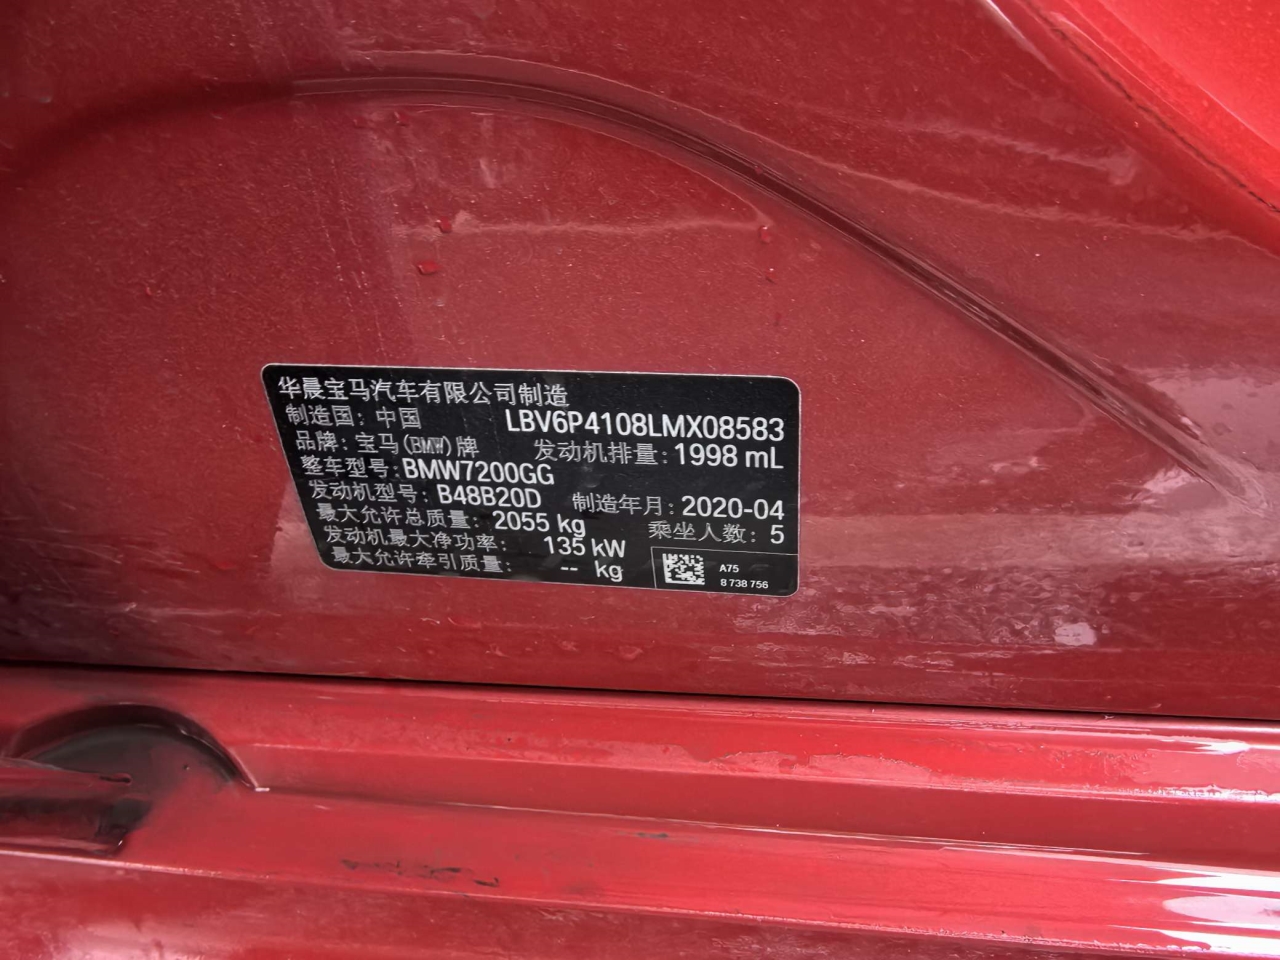 华晨宝马汽车有限公司制造
制造国：中国 LBV6P4108LMX08583
品牌：宝马(BMW)牌 发动机排量：1998 mL
整车型号：BMW7200GG
发动机型号：B48B20D 制造年月：2020-04
最大允许总质量：2055 kg 乘坐人数：5
发动机最大净功率：135 kW
最大允许牵引质量：-- kg
A75
8 738 756